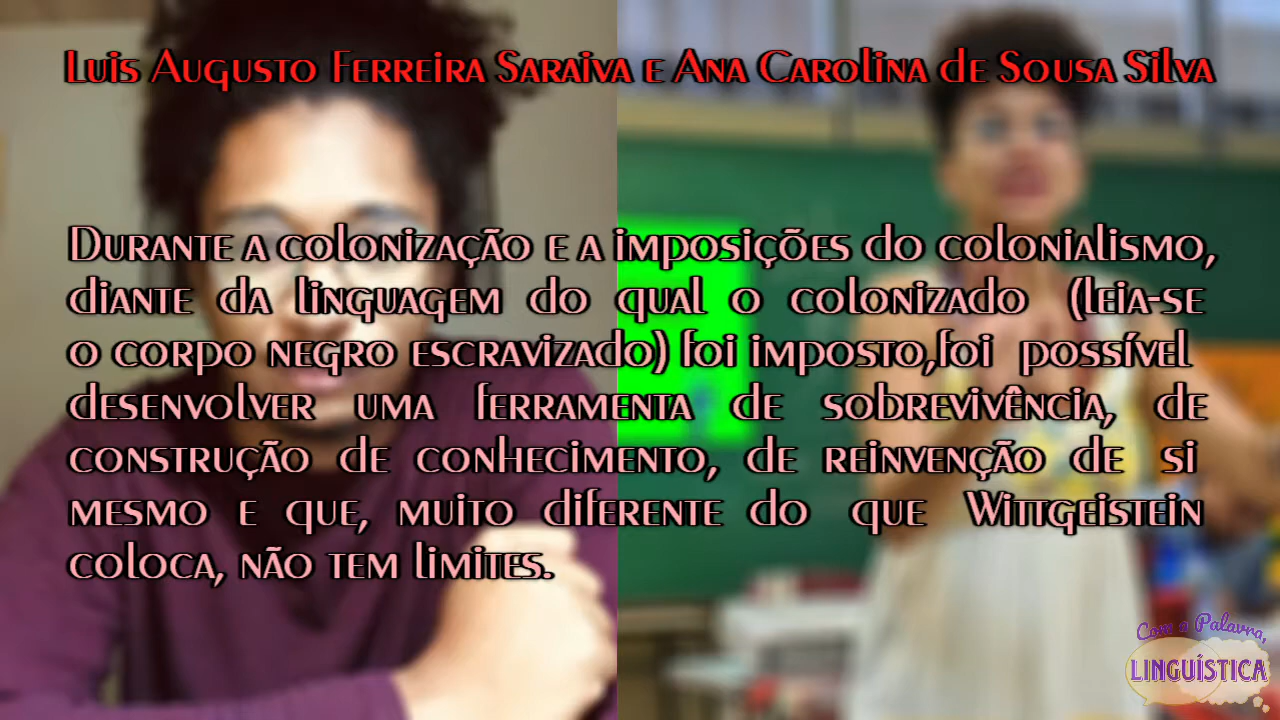 Luis Augusto Ferreira Saraiva e Ana Carolina de Sousa Silva
Durante a colonização e a imposições do colonialismo,
diante da linguagem do qual o colonizado (leia-se
o corpo negro escravizado) foi imposto,foi possível
desenvolver uma ferramenta de sobrevivência, de
construção de conhecimento, de reinvenção de si
mesmo e que, muito diferente do que Wittgeistein
coloca, não tem limites.
Com a Palavra,
LINGUÍSTICA